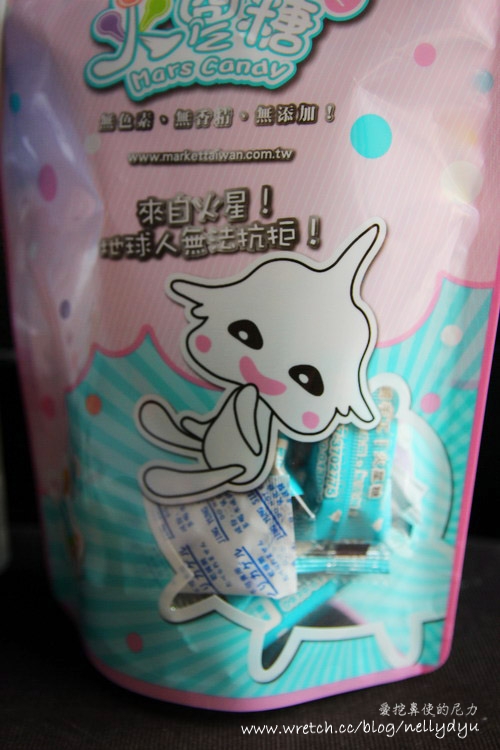 火星糖
Mars Candy
無色素、無香精、無添加！
www.markettaiwan.com.tw
來自火星！
地球人無法抗拒！
愛挖鼻使的尼力
www.wretch.cc/blog/nellydyu